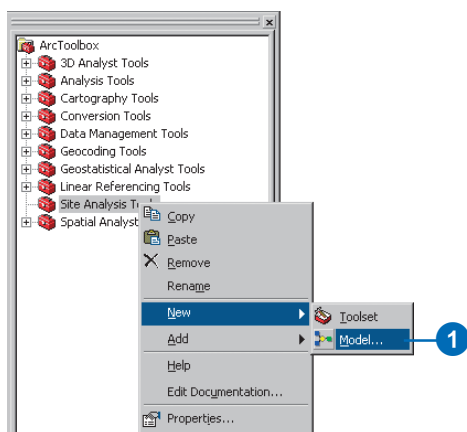 ArcToolbox
3D Analyst Tools
Analysis Tools
Cartography Tools
Conversion Tools
Data Management Tools
Geocoding Tools
Geostatistical Analyst Tools
Linear Referencing Tools
Site Analysis
Spatial Analyst
Copy
Paste
Remove
Rename
New
Add
Help
Edit Documentation...
Properties...
Toolset
Model...
1